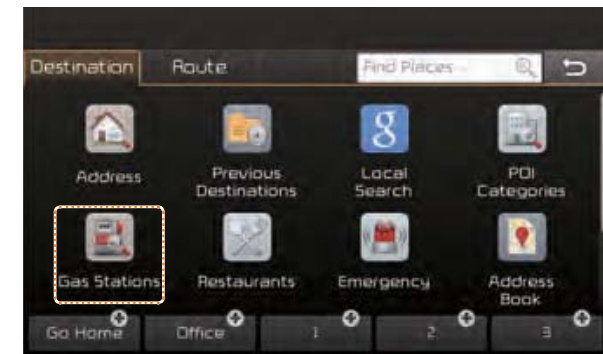 Destination Route Find Places
Address Previous Destinations Local Search POI Categories
Gas Stations Restaurants Emergency Address Book
Go Home Office 1 2 3